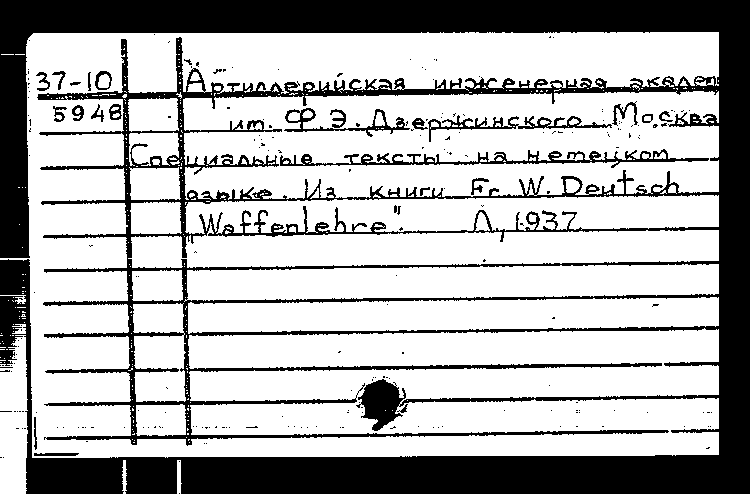 37-10 Артиллерийская инженерная академ
5948 им. Ф.Э. Дзержинского. Москва
Специальные тексты на немецком
языке. Из книги Fr. W. Deutsch
„Waffenlehre". Л, 1937